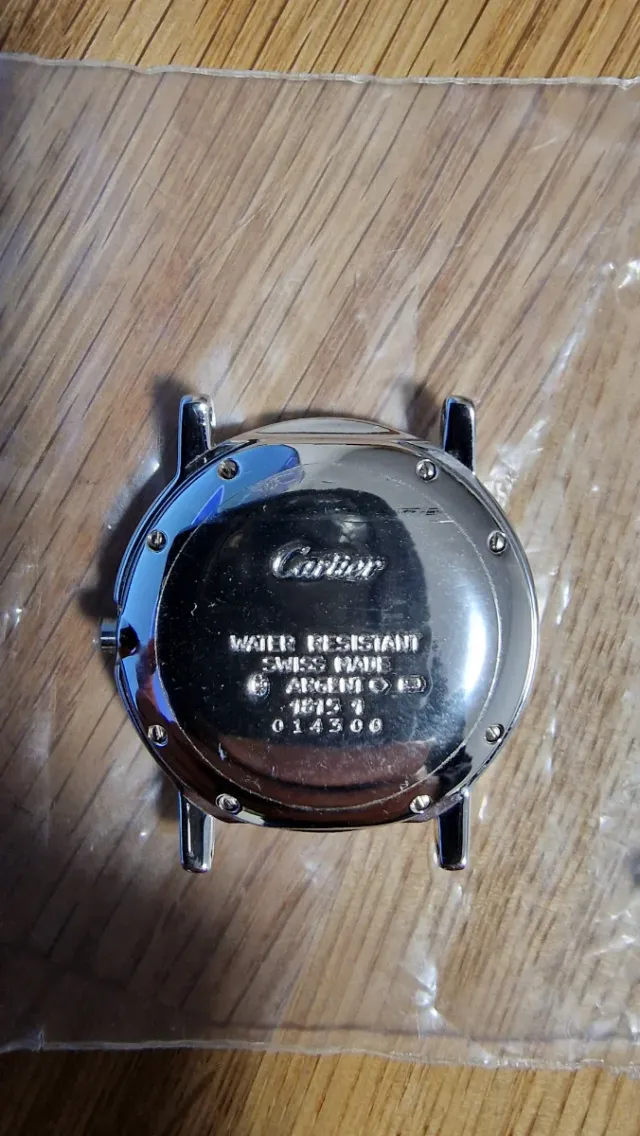 Cartier
WATER RESISTANT
SWISS MADE
ARGENT
1815 1
014300